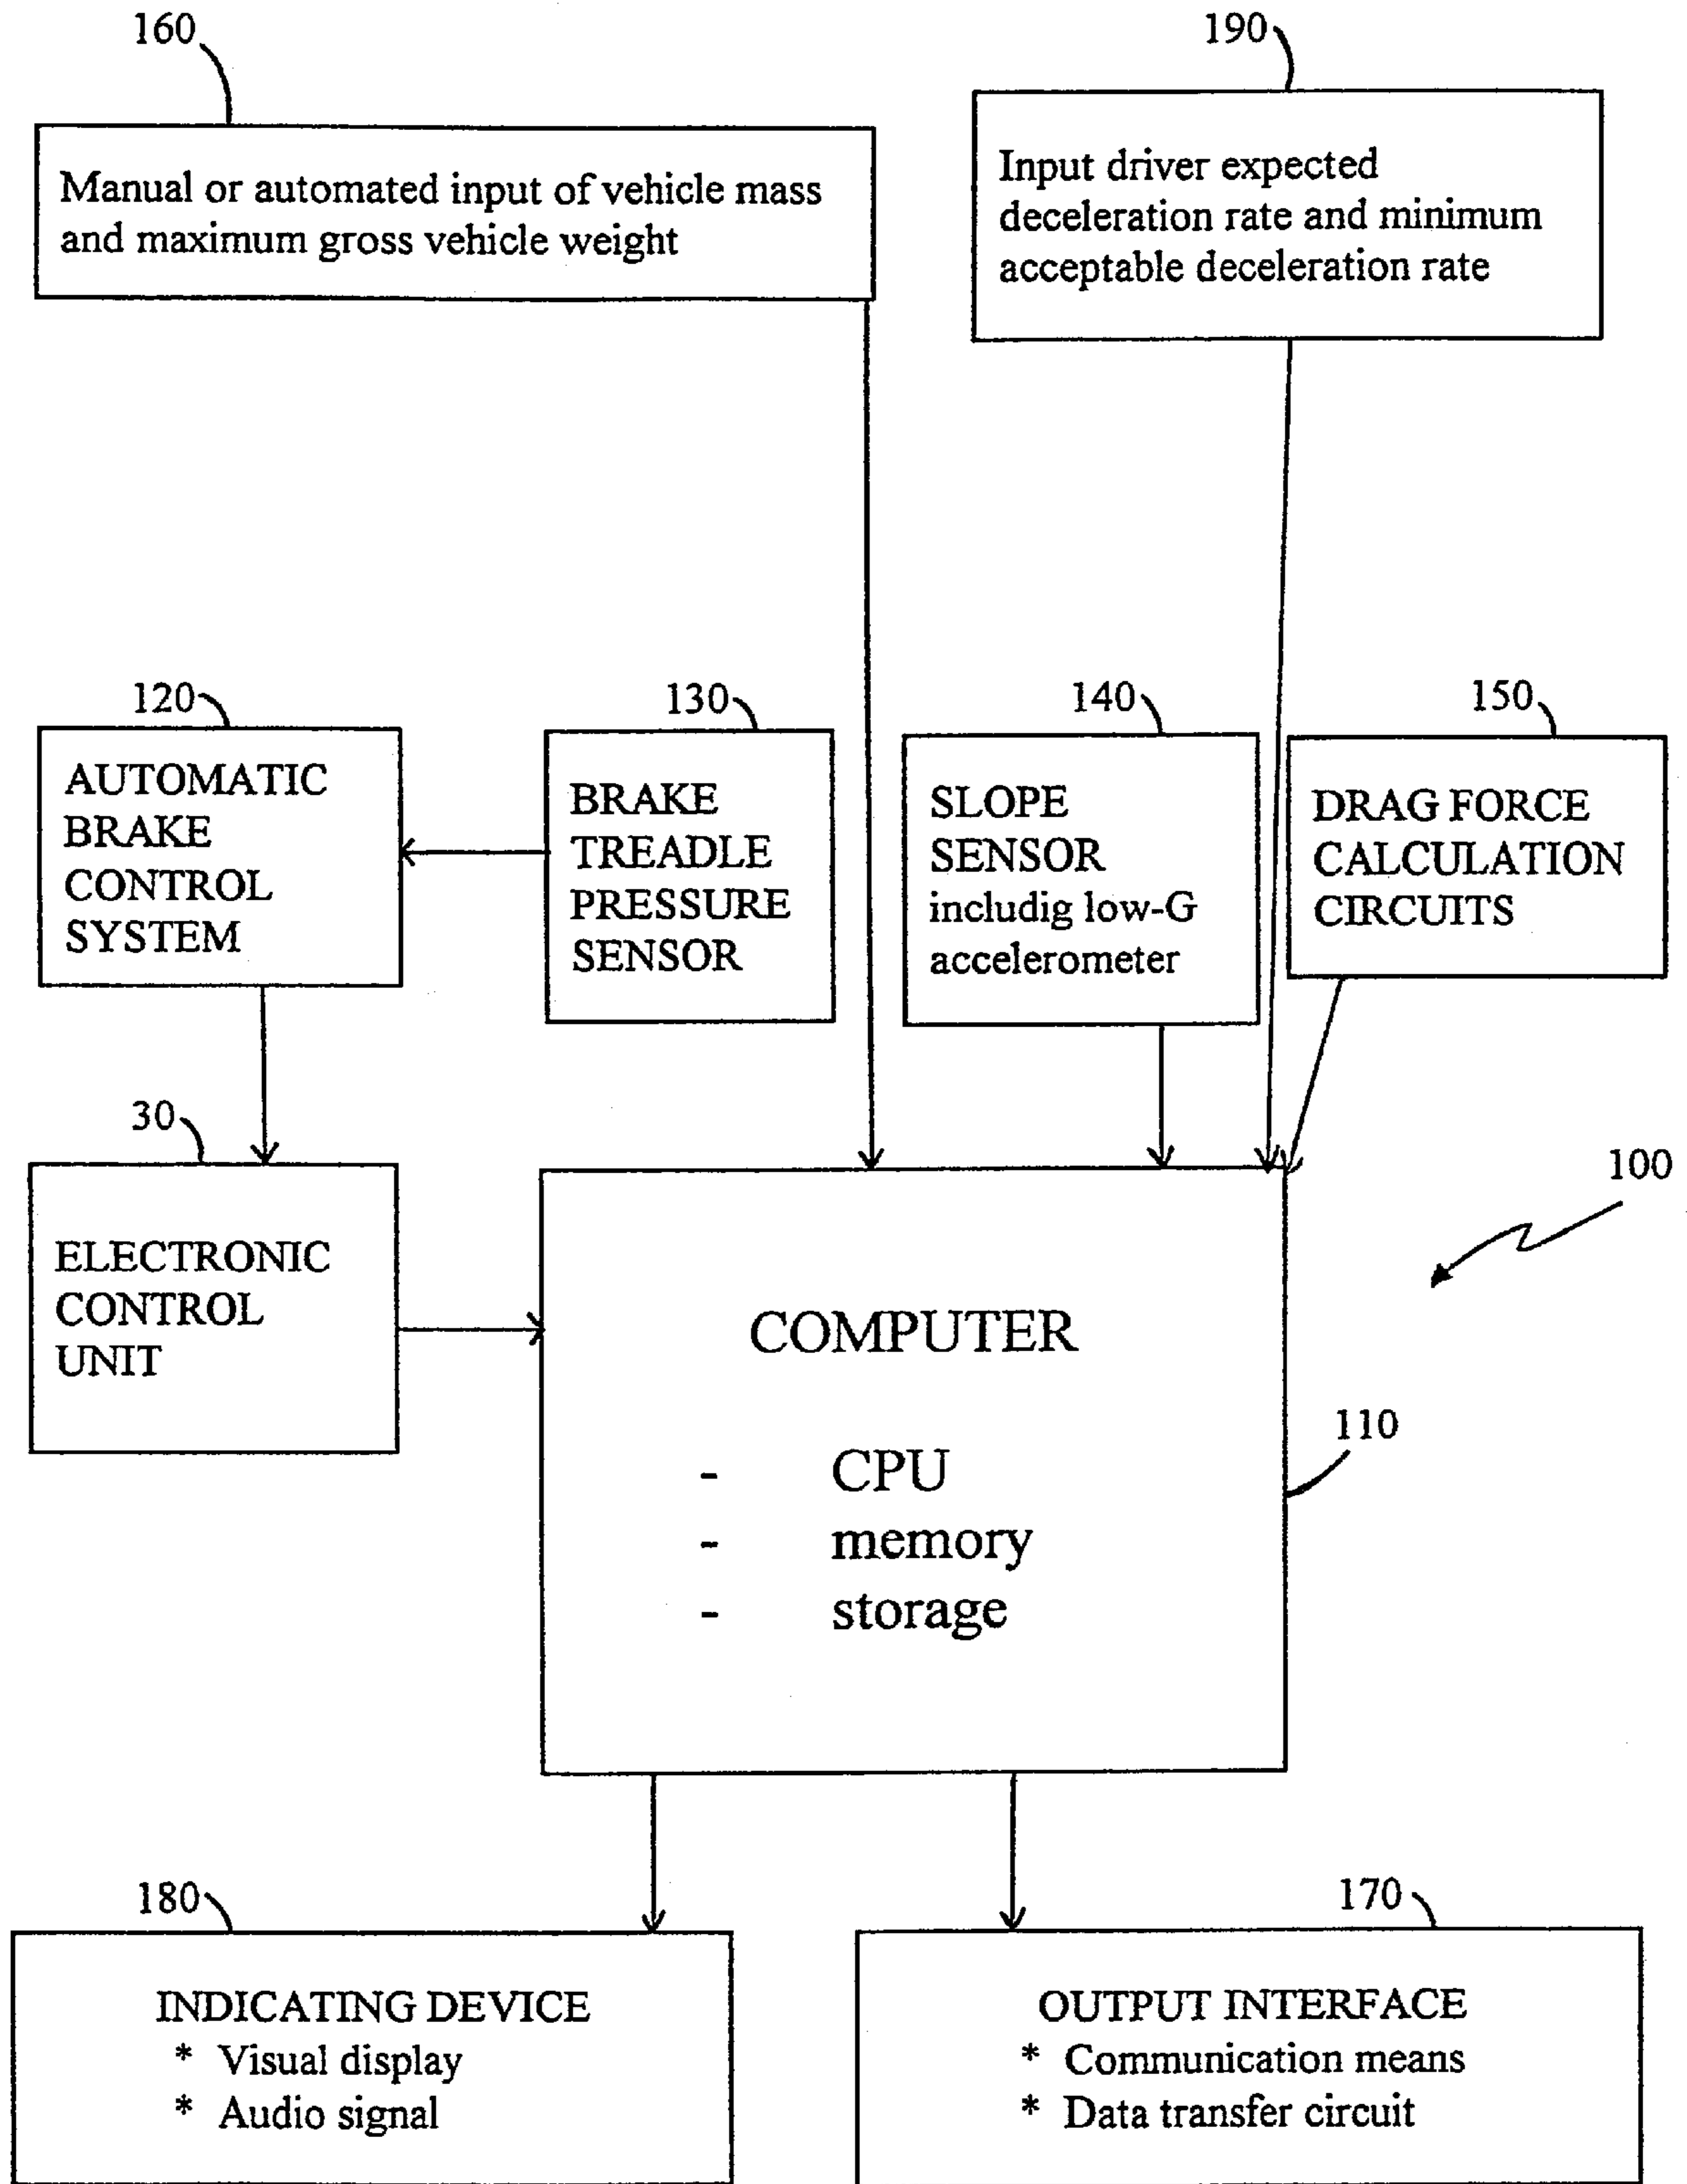 160
190
Manual or automated input of vehicle mass
and maximum gross vehicle weight
Input driver expected
deceleration rate and minimum
acceptable deceleration rate
120
130
140
150
AUTOMATIC
BRAKE
CONTROL
SYSTEM
BRAKE
TREADLE
PRESSURE
SENSOR
SLOPE
SENSOR
includig low-G
accelerometer
DRAG FORCE
CALCULATION
CIRCUITS
30
100
ELECTRONIC
CONTROL
UNIT
COMPUTER
- CPU
- memory
- storage
110
180
170
INDICATING DEVICE
* Visual display
* Audio signal
OUTPUT INTERFACE
* Communication means
* Data transfer circuit